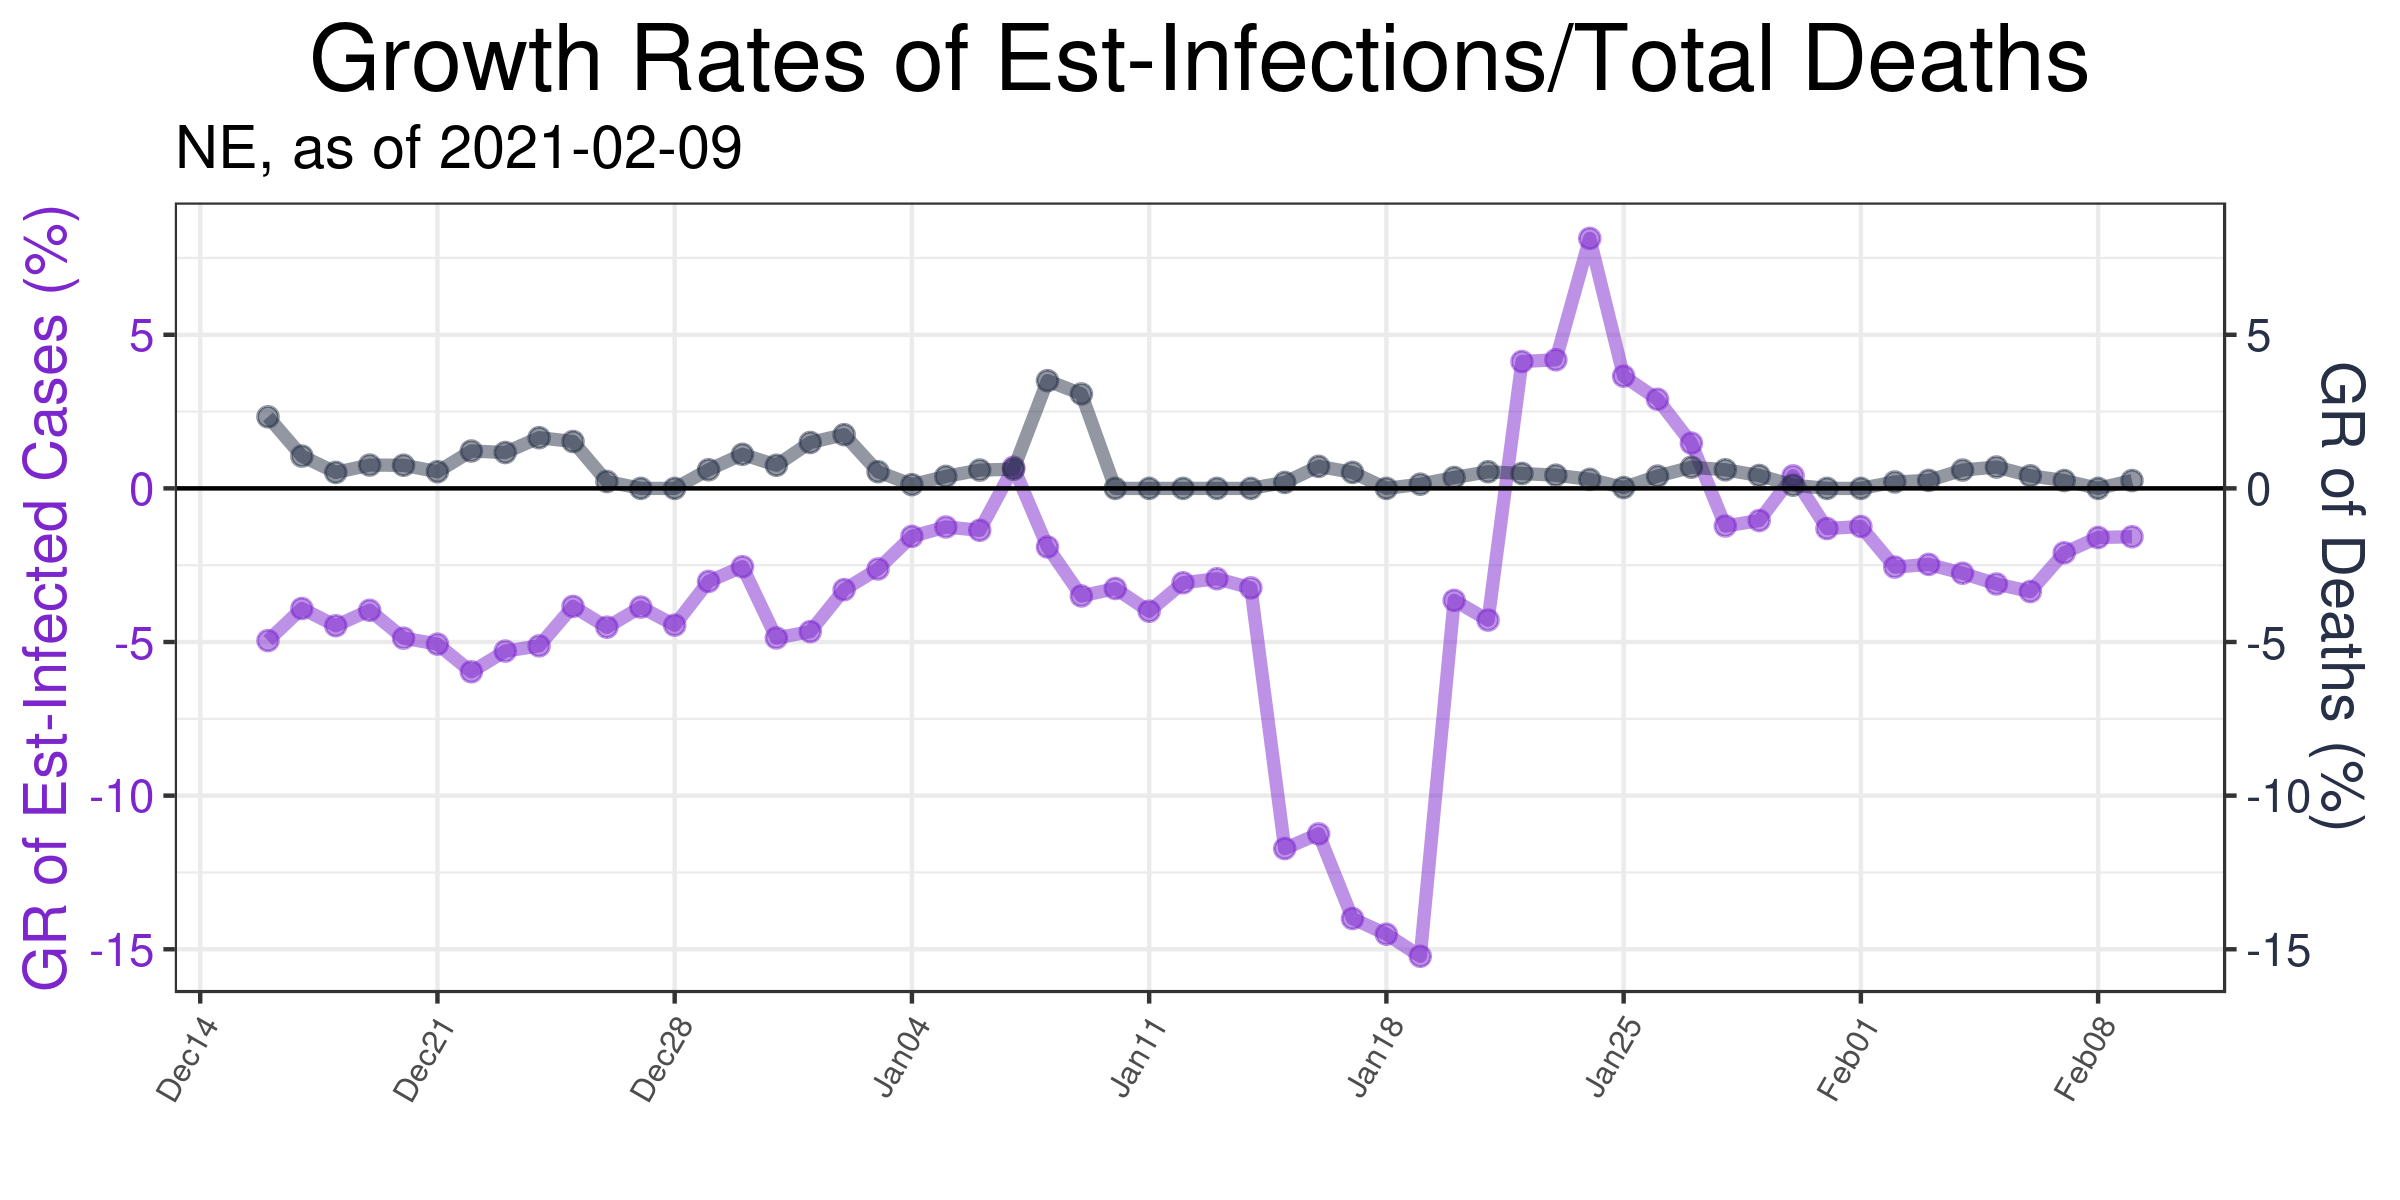 Growth Rates of Est-Infections/Total Deaths
NE, as of 2021-02-09
GR of Est-Infected Cases (%)
5
0
-5
-10
-15
5
0
-5
-10
-15
GR of Deaths (%)
Dec14
Dec21
Dec28
Jan04
Jan11
Jan18
Jan25
Feb01
Feb08